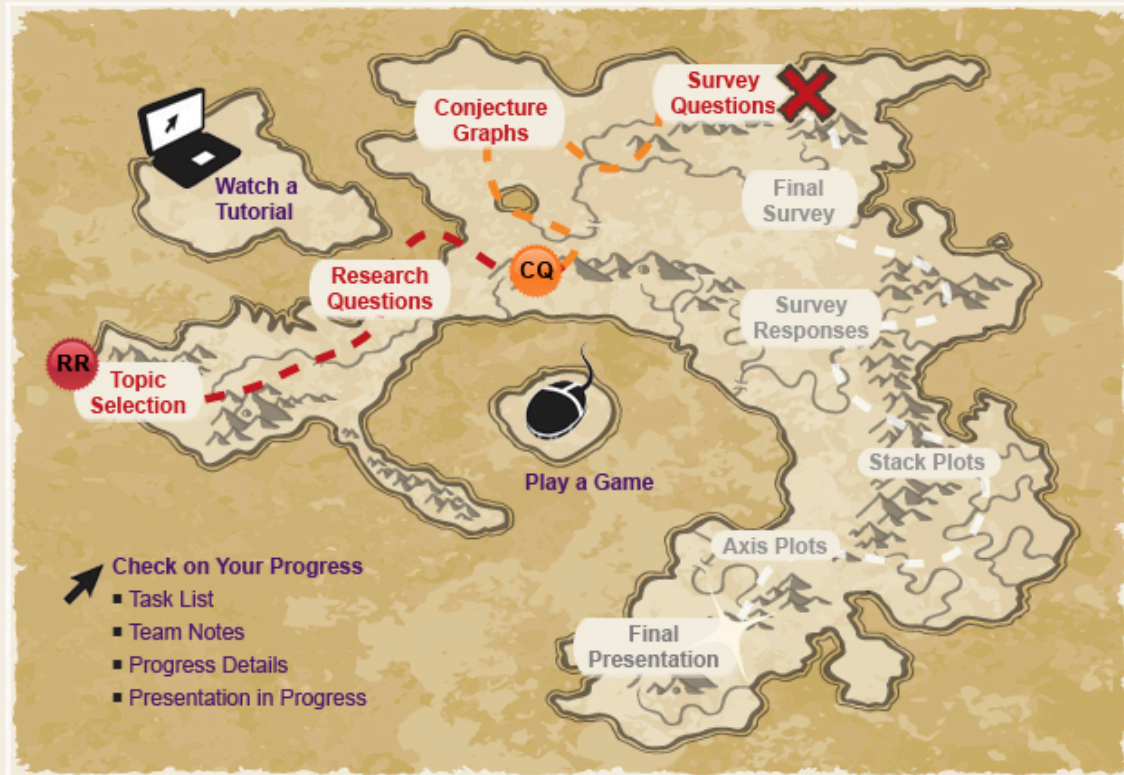 Survey
Questions
Conjecture
Graphs
Watch a
Tutorial
Final
Survey
CQ
Research
Questions
Survey
Responses
RR
Topic
Selection
Play a Game
Stack Plots
Axis Plots
Check on Your Progress
▪ Task List
▪ Team Notes
▪ Progress Details
▪ Presentation in Progress
Final
Presentation